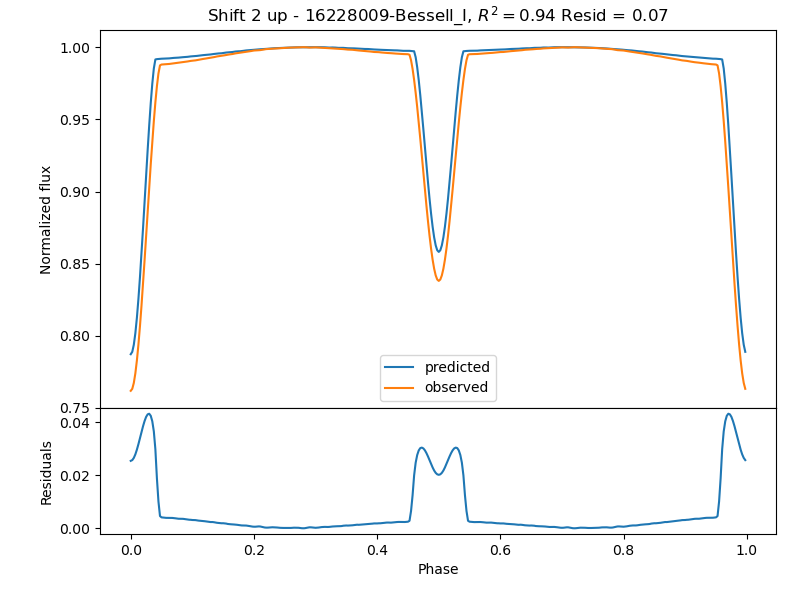 Shift 2 up - 16228009-Bessell_I, R² = 0.94 Resid = 0.07
1.00
0.95
0.90
0.85
0.80
0.75
Normalized flux
predicted
observed
0.04
0.02
0.00
Residuals
0.0 0.2 0.4 0.6 0.8 1.0
Phase